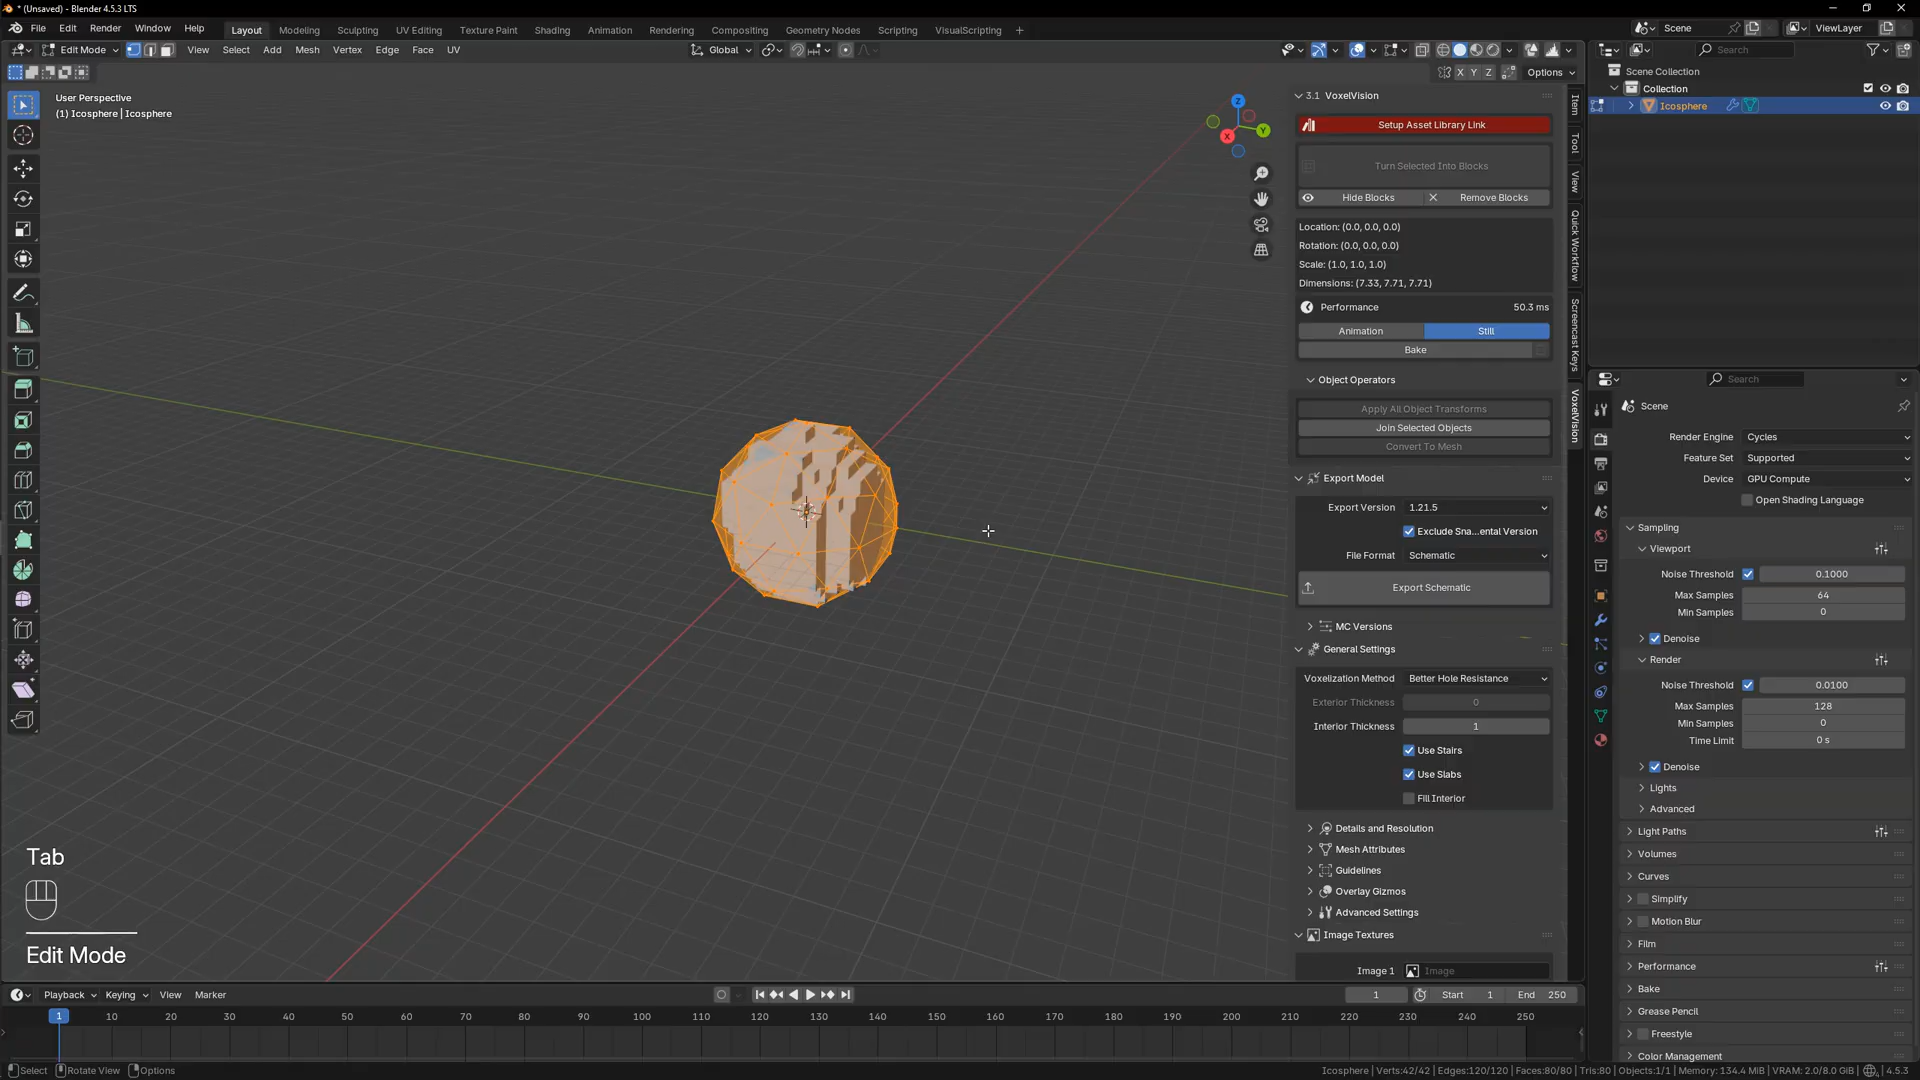 * (Unsaved) - Blender 4.5.3 LTS
File Edit Render Window Help Layout Modeling Sculpting UV Editing Texture Paint Shading Animation Rendering Compositing Geometry Nodes Scripting VisualScripting + Scene ViewLayer
Edit Mode View Select Add Mesh Vertex Edge Face UV Global Search
X Y Z Options
User Perspective
(1) Icosphere | Icosphere
Z
Y
X
3.1 VoxelVision
Setup Asset Library Link
Turn Selected Into Blocks
Hide Blocks Remove Blocks
Location: (0.0, 0.0, 0.0)
Rotation: (0.0, 0.0, 0.0)
Scale: (1.0, 1.0, 1.0)
Dimensions: (7.33, 7.71, 7.71)
Performance 50.3 ms
Animation Still
Bake
Object Operators
Apply All Object Transforms
Join Selected Objects
Convert To Mesh
Export Model
Export Version 1.21.5
Exclude Sna...ental Version
File Format Schematic
Export Schematic
MC Versions
General Settings
Voxelization Method Better Hole Resistance
Exterior Thickness 0
Interior Thickness 1
Use Stairs
Use Slabs
Fill Interior
Details and Resolution
Mesh Attributes
Guidelines
Overlay Gizmos
Advanced Settings
Image Textures
Image 1 Image
Item
Tool
View
Quick Workflow
Screencast Keys
VoxelVision
Scene Collection
Collection
Icosphere
Search
Scene
Render Engine Cycles
Feature Set Supported
Device GPU Compute
Open Shading Language
Sampling
Viewport
Noise Threshold 0.1000
Max Samples 64
Min Samples 0
Denoise
Render
Noise Threshold 0.0100
Max Samples 128
Min Samples 0
Time Limit 0 s
Denoise
Lights
Advanced
Light Paths
Volumes
Curves
Simplify
Motion Blur
Film
Performance
Bake
Grease Pencil
Freestyle
Color Management
Tab
Edit Mode
Playback Keying View Marker 1 Start 1 End 250
1 10 20 30 40 50 60 70 80 90 100 110 120 130 140 150 160 170 180 190 200 210 220 230 240 250
Select Rotate View Options Icosphere | Verts:42/42 | Edges:120/120 | Faces:80/80 | Tris:80 | Objects:1/1 | Memory: 134.4 MiB | VRAM: 2.0/8.0 GiB | 4.5.3